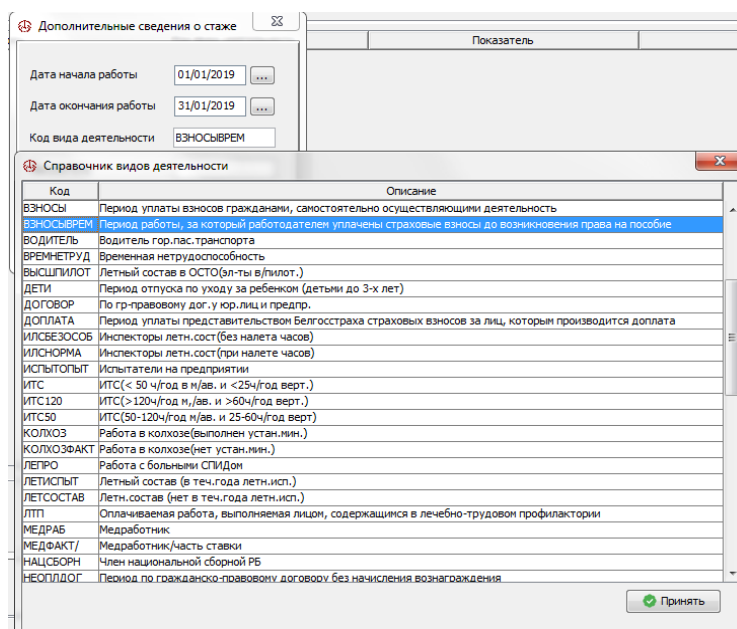 Дополнительные сведения о стаже
Показатель
Дата начала работы 01/01/2019 ...
Дата окончания работы 31/01/2019 ...
Код вида деятельности ВЗНОСЫВРЕМ
Справочник видов деятельности
Код Описание
ВЗНОСЫ Период уплаты взносов гражданами, самостоятельно осуществляющими деятельность
ВЗНОСЫВРЕМ Период работы, за который работодателем уплачены страховые взносы до возникновения права на пособие
ВОДИТЕЛЬ Водитель гор.пас.транспорта
ВРЕМНЕТРУД Временная нетрудоспособность
ВЫСШПИЛОТ Летный состав в ОСТО(эл-ты в/пилот.)
ДЕТИ Период отпуска по уходу за ребенком (детьми до 3-х лет)
ДОГОВОР По гр-правовому дог.у юр.лиц и предпр.
ДОПЛАТА Период уплаты представительством Белгосстраха страховых взносов за лиц, которым производится доплата
ИЛСБЕЗОСОБ Инспекторы летн.сост(без налета часов)
ИЛСНОРМА Инспекторы летн.сост(при налете часов)
ИСПЫТОПЫТ Испытатели на предприятии
ИТС ИТС(< 50 ч/год в м/ав. и <25ч/год верт.)
ИТС120 ИТС(>120ч/год м,/ав. и >60ч/год верт.)
ИТС50 ИТС(50-120ч/год м/ав. и 25-60ч/год верт)
КОЛХОЗ Работа в колхозе(выполнен устан.мин.)
КОЛХОЗФАКТ Работа в колхозе(нет устан.мин.)
ЛЕПРО Работа с больными СПИДом
ЛЕТИСПЫТ Летный состав (в теч.года летн.исп.)
ЛЕТСОСТАВ Летн.состав (нет в теч.года летн.исп.)
ЛТП Оплачиваемая работа, выполняемая лицом, содержащимся в лечебно-трудовом профилактории
МЕДРАБ Медработник
МЕДФАКТ/ Медработник/часть ставки
НАЦСБОРН Член национальной сборной РБ
НЕОПЛДОГ Период по гражданско-правовому договору без начисления вознаграждения
Принять